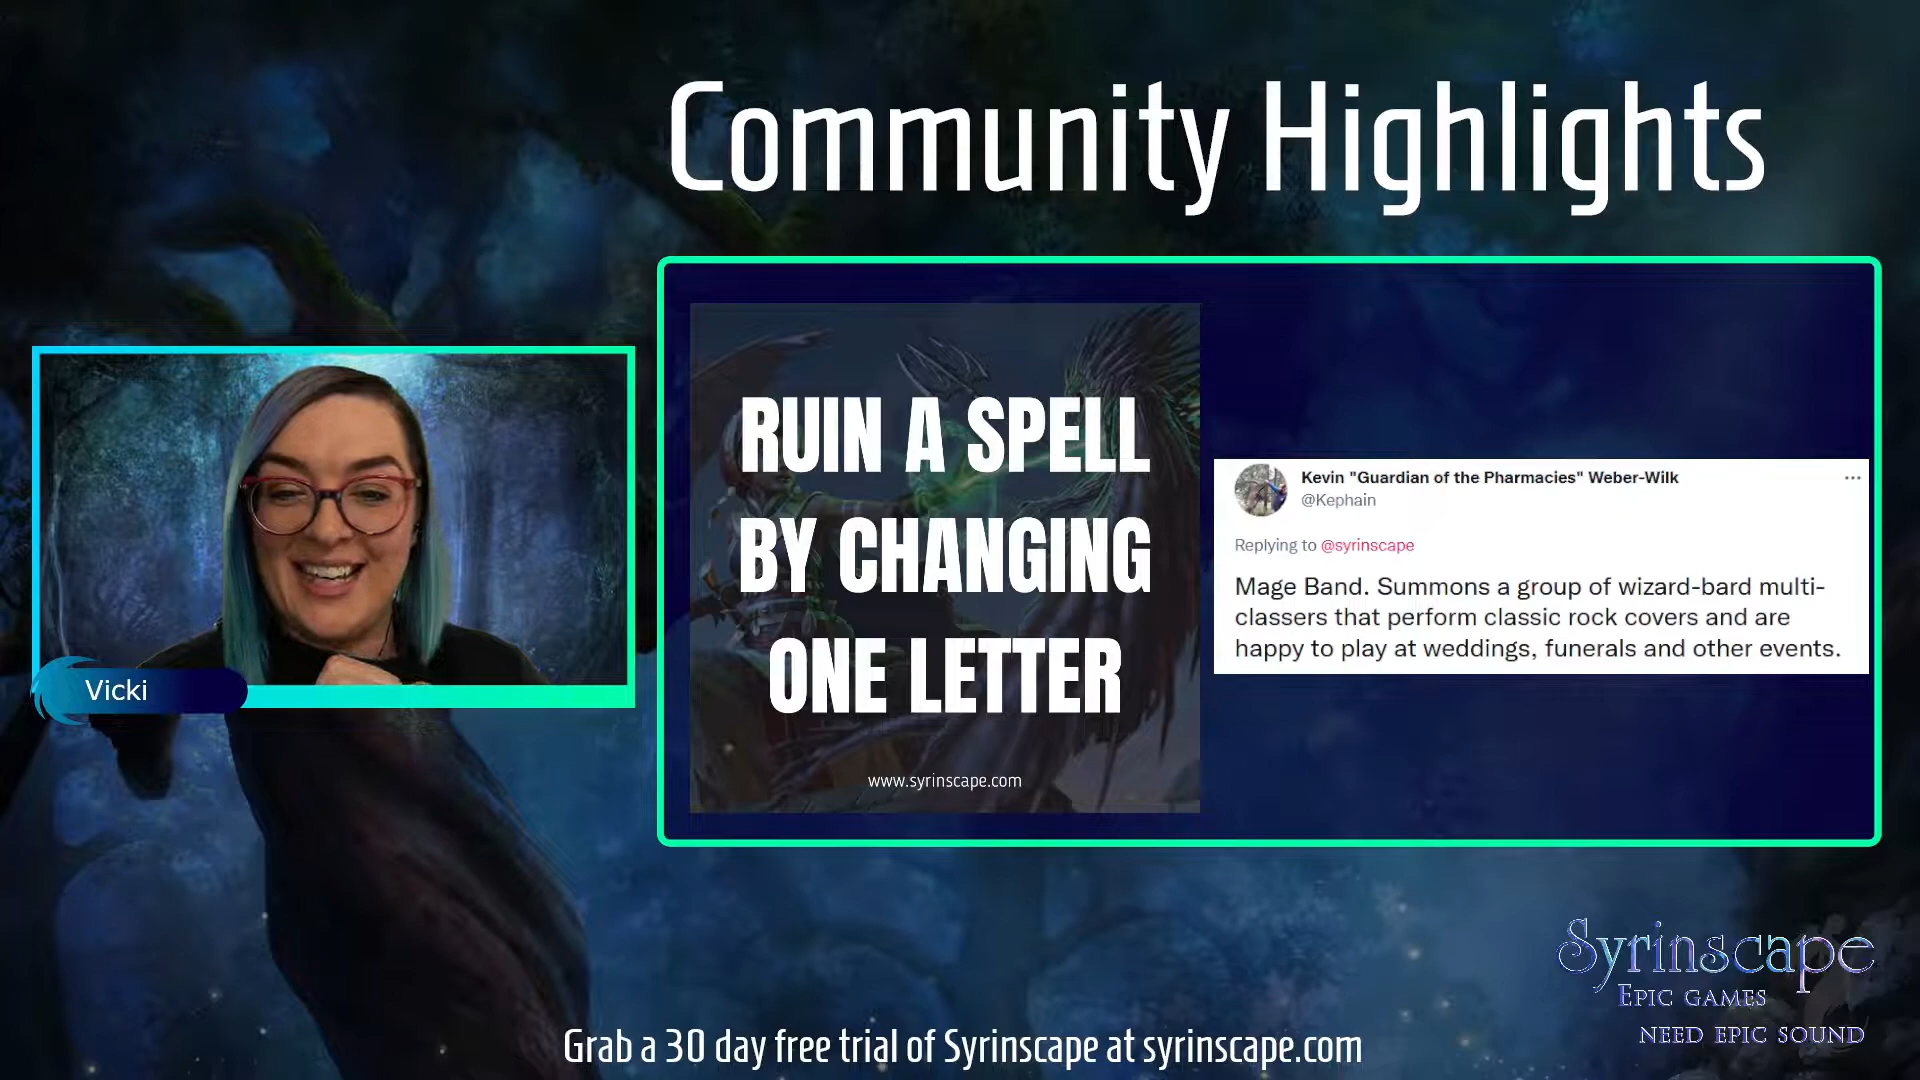 Community Highlights
Vicki
RUIN A SPELL
BY CHANGING
ONE LETTER
www.syrinscape.com
Kevin "Guardian of the Pharmacies" Weber-Wilk
@Kephain
Replying to @syrinscape
Mage Band. Summons a group of wizard-bard multi-
classers that perform classic rock covers and are
happy to play at weddings, funerals and other events.
Syrinscape
EPIC GAMES
NEED EPIC SOUND
Grab a 30 day free trial of Syrinscape at syrinscape.com